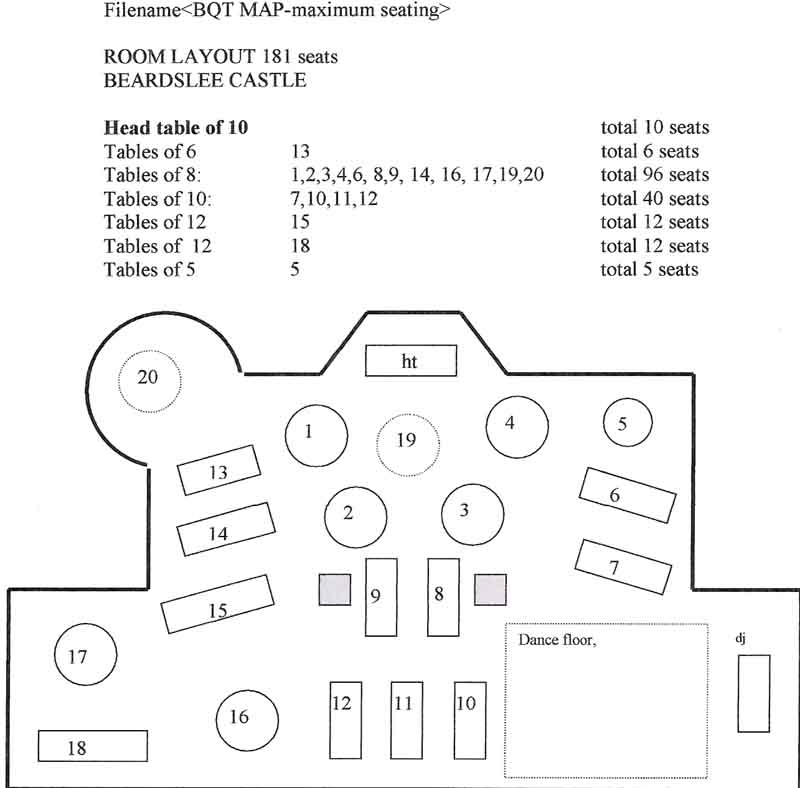 Filename<BQT MAP-maximum seating>
ROOM LAYOUT 181 seats
BEARDSLEE CASTLE
Head table of 10 total 10 seats
Tables of 6 13 total 6 seats
Tables of 8: 1,2,3,4,6, 8,9, 14, 16, 17,19,20 total 96 seats
Tables of 10: 7,10,11,12 total 40 seats
Tables of 12 15 total 12 seats
Tables of 12 18 total 12 seats
Tables of 5 5 total 5 seats
ht
20
1
19
4
5
13
6
2
3
14
7
9
8
15
Dance floor,
dj
17
12
11
10
16
18